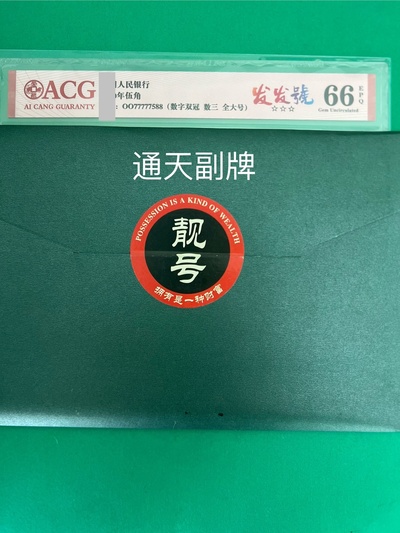 ACG
AI CANG GUARANTY
人民银行
年伍角
: OO77777588 (数字双冠 数三 全大号)
发发號
☆☆☆
66
EPQ
Gem Uncirculated
通天副牌
POSSESSION IS A KIND OF WEALTH
靓号
拥有是一种财富